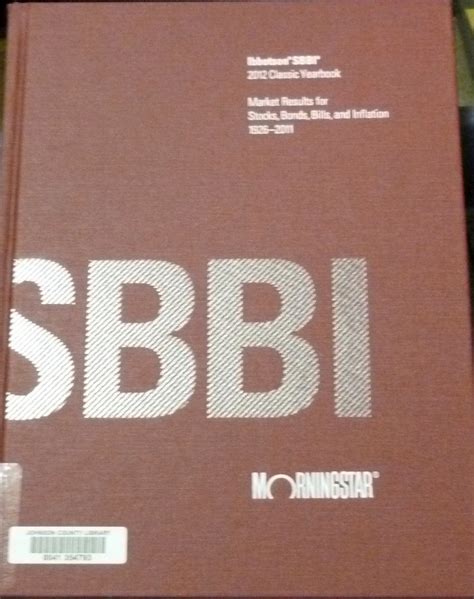 Ibbotson® SBBI®
2012 Classic Yearbook
Market Results for
Stocks, Bonds, Bills, and Inflation
1926–2011
SBBI
MORNINGSTAR®
JOHNSON COUNTY LIBRARY